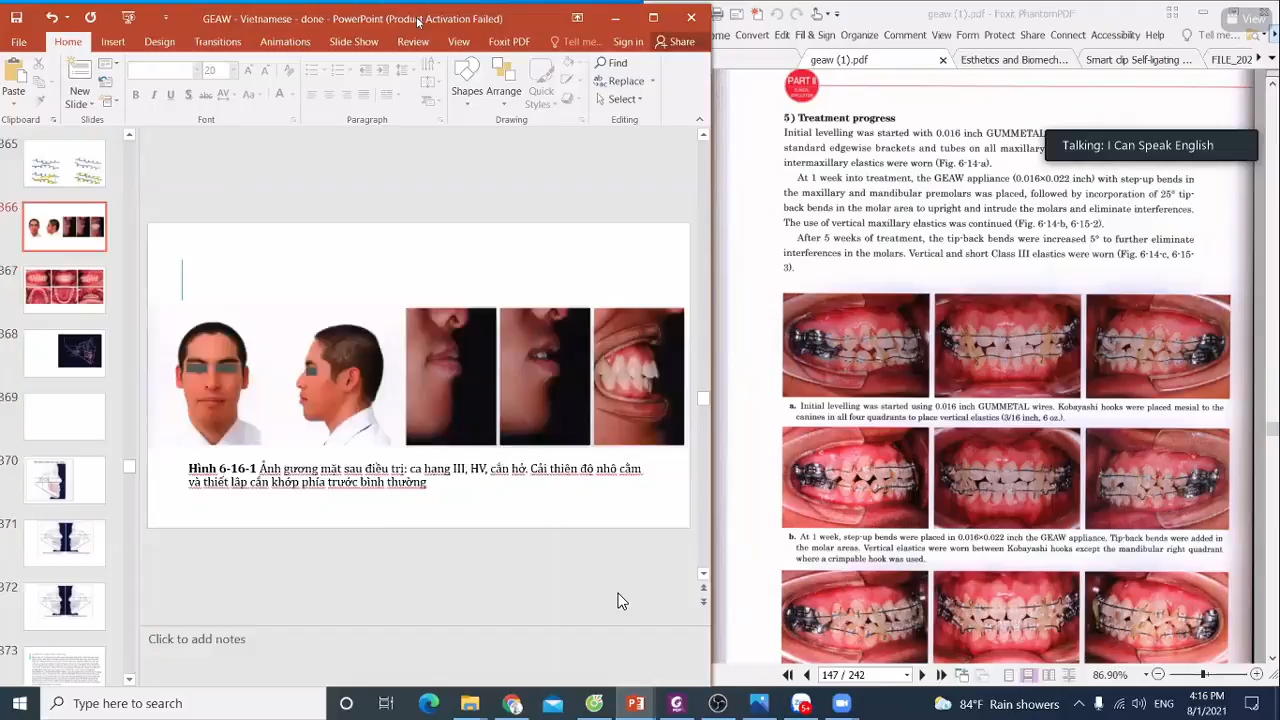 GEAW - Vietnamese - done - PowerPoint (Product Activation Failed)
File Home Insert Design Transitions Animations Slide Show Review View Foxit PDF Tell me... Sign in Share
Paste
New
Slide
20
Shapes Arrange Quick
Styles
Find
Replace
Select
Clipboard Slides Font Paragraph Drawing Editing
365
366
367
368
369
370
371
372
373
Hình 6-16-1 Ảnh gương mặt sau điều trị: ca hạng III, HV, cắn hở. Cải thiện độ nhô cằm
và thiết lập cắn khớp phía trước bình thường
Click to add notes
geaw (1).pdf - Foxit PhantomPDF
View
Home Convert Edit Fill & Sign Organize Comment View Form Protect Share Connect Accessibility Help
geaw (1).pdf Esthetics and Biomech... Smart clip Self-ligating ... FILE_202
PART II
5) Treatment progress
Initial levelling was started with 0.016 inch GUMMETAL
standard edgewise brackets and tubes on all maxillary
intermaxillary elastics were worn (Fig. 6-14-a).
Talking: I Can Speak English
At 1 week into treatment, the GEAW appliance (0.016×0.022 inch) with step-up bends in
the maxillary and mandibular premolars was placed, followed by incorporation of 25° tip-
back bends in the molar area to upright and intrude the molars and eliminate interferences.
The use of vertical maxillary elastics was continued (Fig. 6-14-b, 6-15-2).
After 5 weeks of treatment, the tip-back bends were increased 5° to further eliminate
interferences in the molars. Vertical and short Class III elastics were worn (Fig. 6-14-c, 6-15-
3).
a. Initial levelling was started using 0.016 inch GUMMETAL wires. Kobayashi hooks were placed mesial to the
canines in all four quadrants to place vertical elastics (3/16 inch, 6 oz.).
b. At 1 week, step-up bends were placed in 0.016×0.022 inch the GEAW appliance. Tip-back bends were added in
the molar areas. Vertical elastics were worn between Kobayashi hooks except the mandibular right quadrant
where a crimpable hook was used.
147 / 242
86.90%
Type here to search
84°F Rain showers
ENG
4:16 PM
8/1/2021